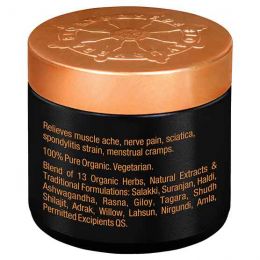 Relieves muscle ache, nerve pain, sciatica,
spondylitis strain, menstrual cramps.
100% Pure Organic. Vegetarian.
Blend of 13 Organic Herbs, Natural Extracts &
Traditional Formulations: Salaki, Suranjan, Haldi,
Ashwagandha, Rasna, Giloy, Tagara, Shudh
Shilajit, Adrak, Willow, Lahsun, Nirgundi, Amla,
Permitted Excipients QS.